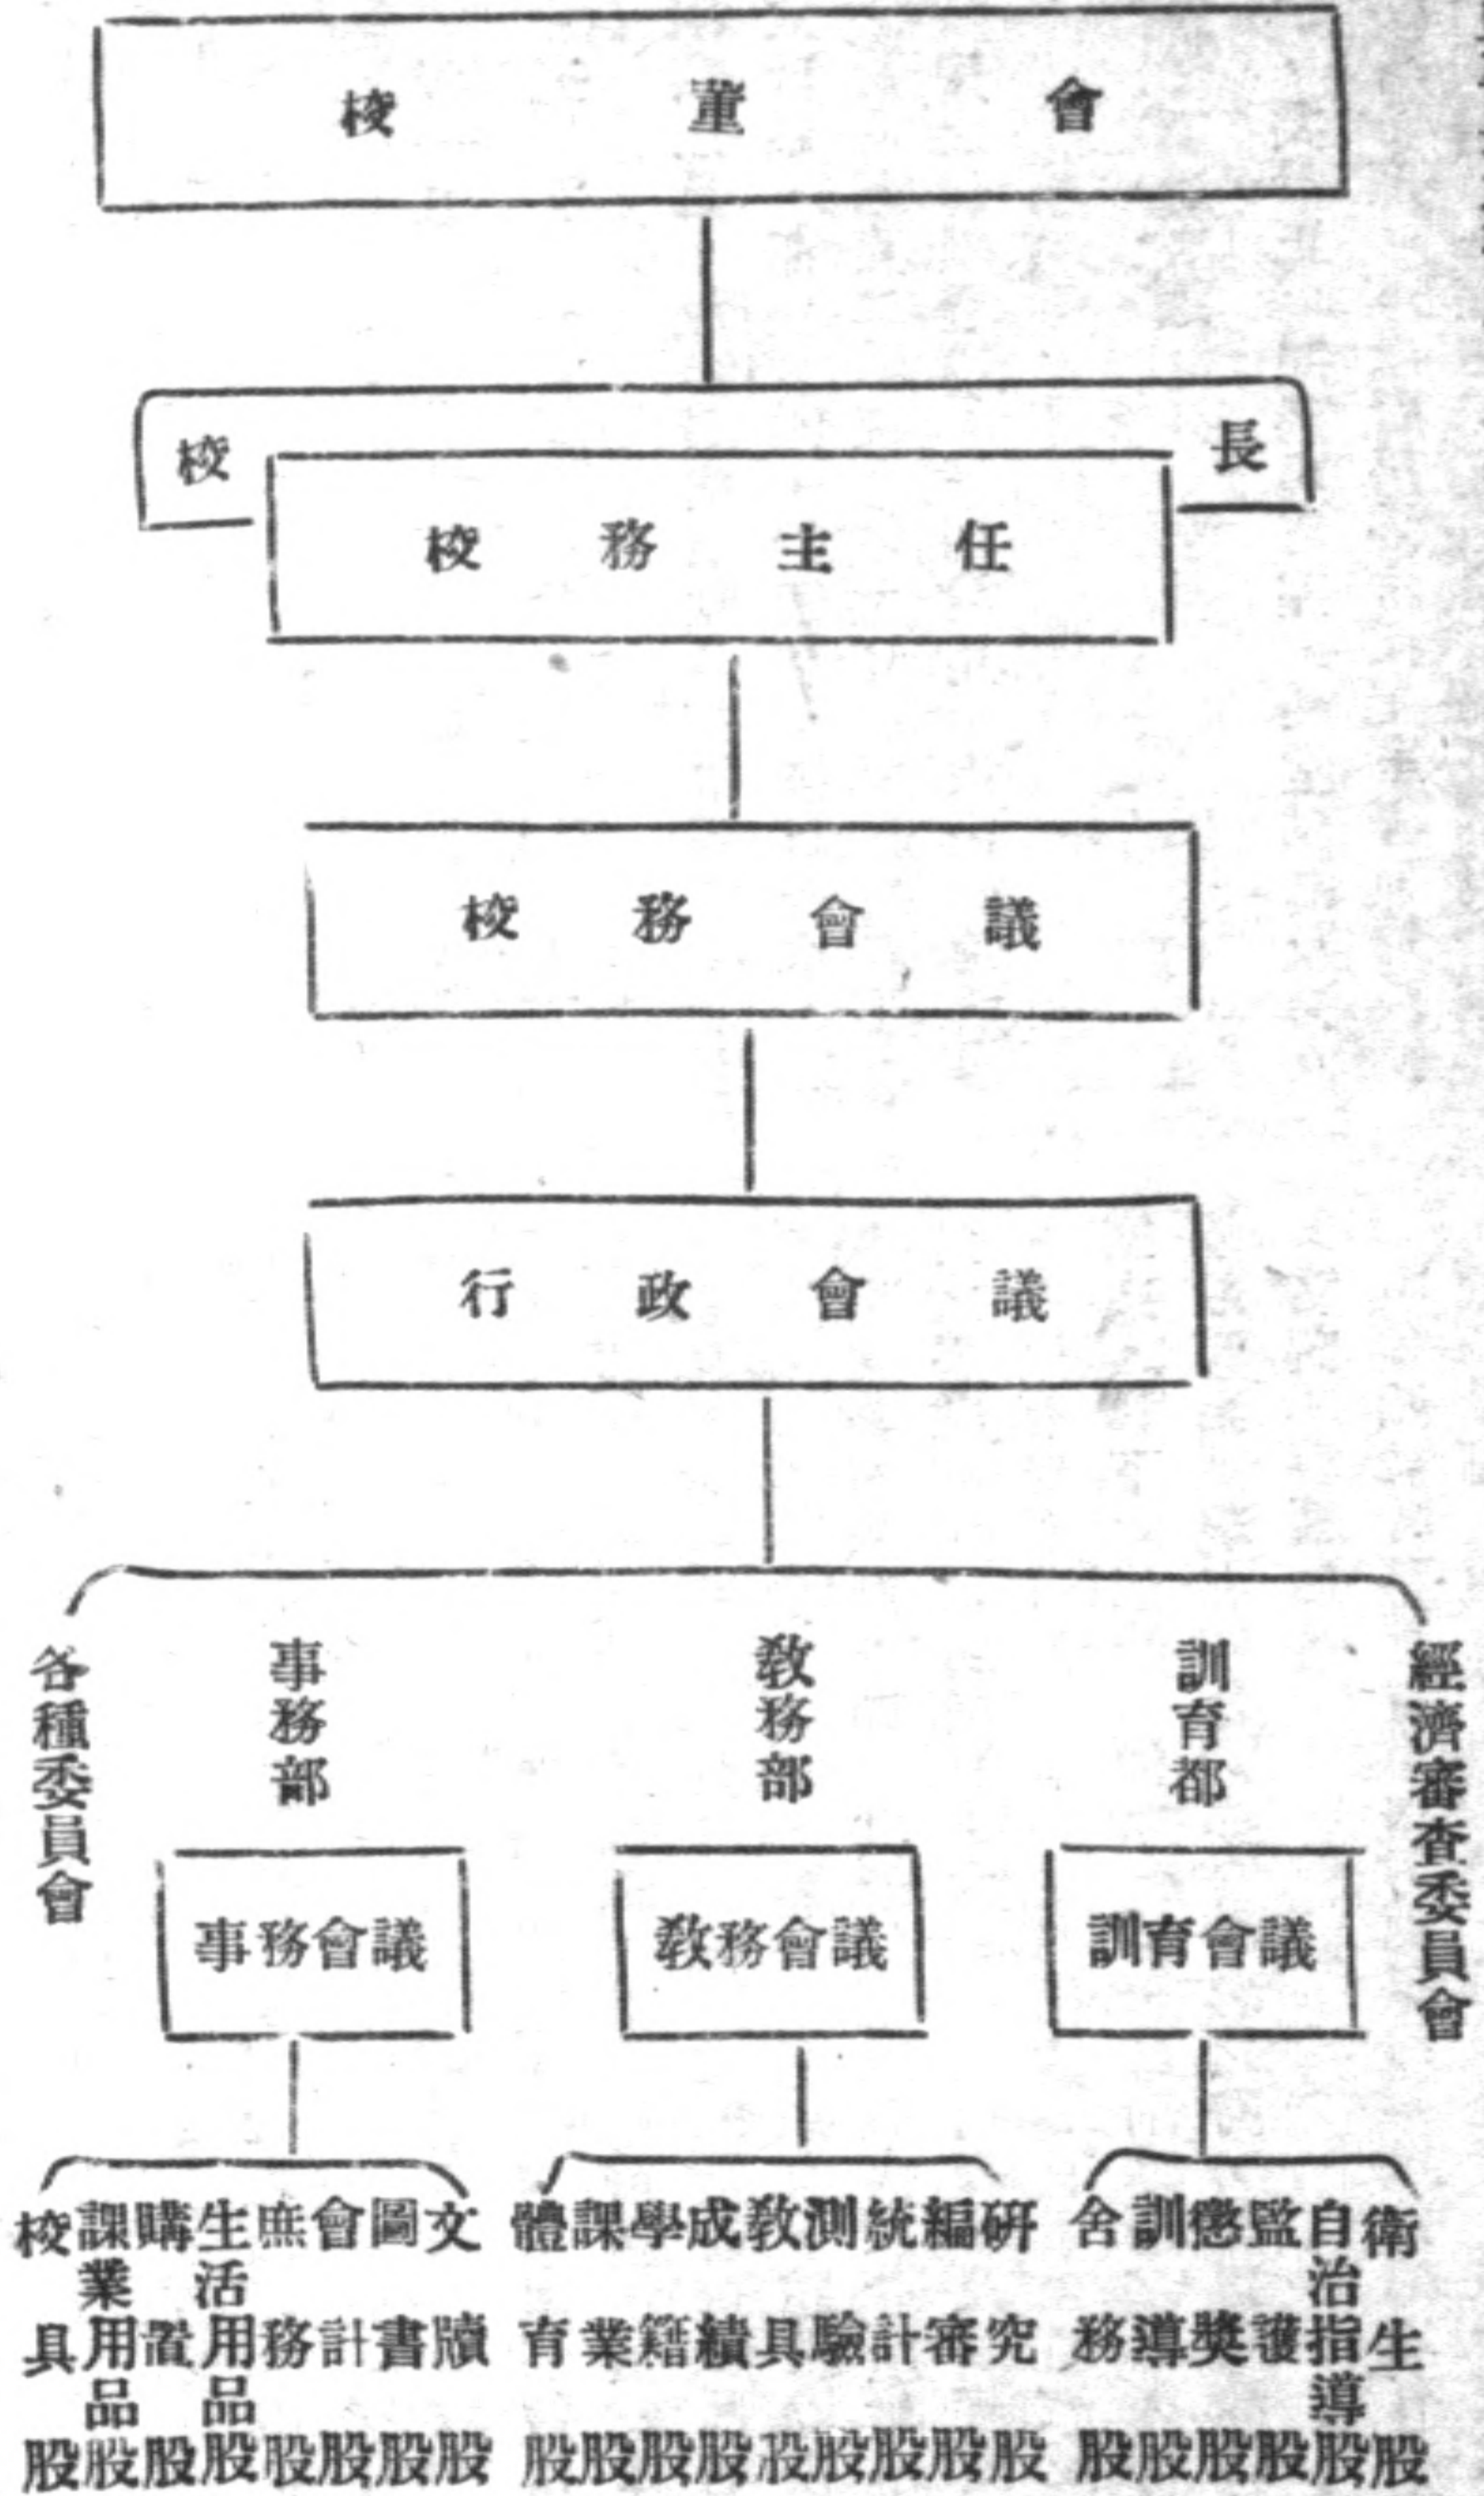 校董會
校長
校務主任
校務會議
行政會議
各種委員會
事務部
教務部
訓育都
經濟審查委員會
事務會議
教務會議
訓育會議
校具股
課業用品股
購置股
生活用品股
庶務股
會計股
圖書股
文牘股
體育股
課業股
學籍股
成績股
教具股
測驗股
統計股
編審股
研究股
舍務股
訓導股
懲獎股
監護股
自治指導股
衛生股